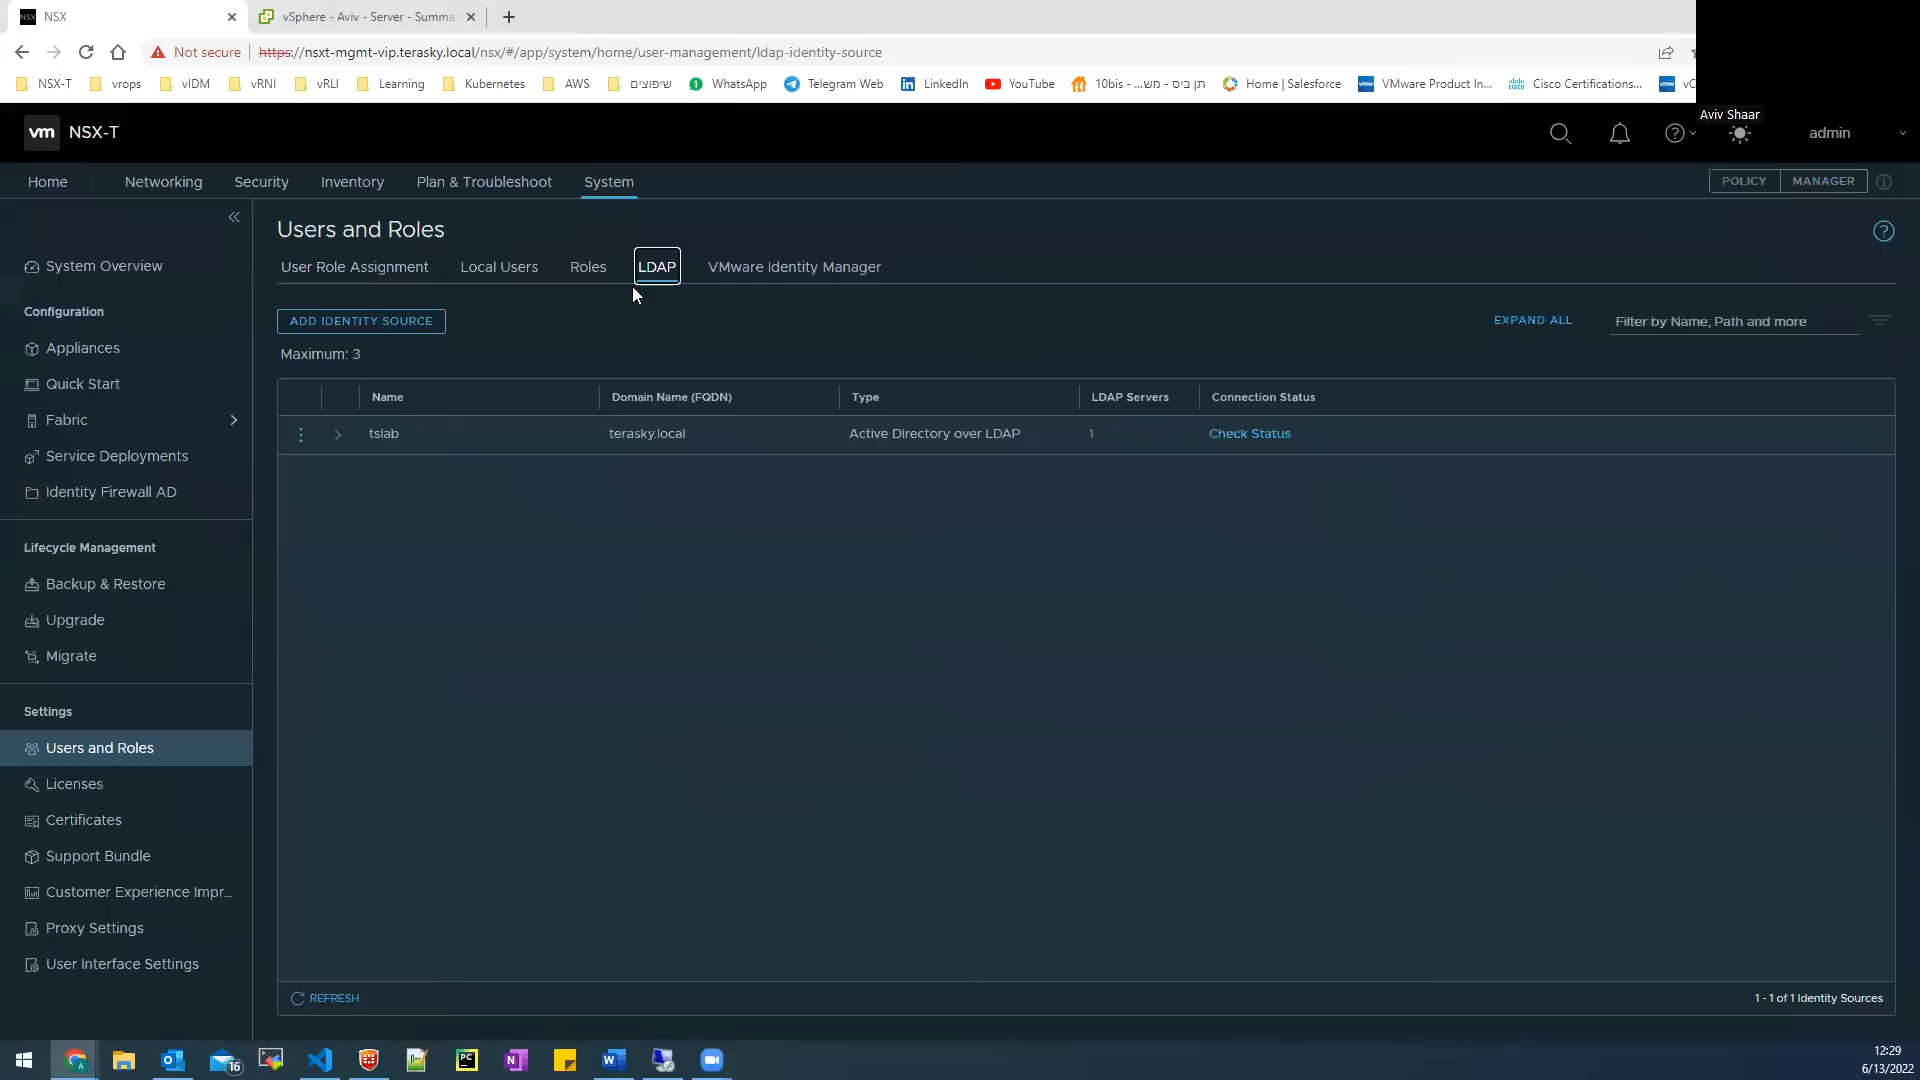 NSX
vSphere - Aviv - Server - Summa
Not secure
https://nsxt-mgmt-vip.terasky.local/nsx/#/app/system/home/user-management/ldap-identity-source
NSX-T
vrops
vIDM
vRNI
vRLI
Learning
Kubernetes
AWS
שיפוצים
WhatsApp
Telegram Web
LinkedIn
YouTube
10bis - ...תן ביס - מש
Home | Salesforce
VMware Product In...
Cisco Certifications...
vC
Aviv Shaar
vm NSX-T
admin
Home
Networking
Security
Inventory
Plan & Troubleshoot
System
POLICY
MANAGER
System Overview
Configuration
Appliances
Quick Start
Fabric
Service Deployments
Identity Firewall AD
Lifecycle Management
Backup & Restore
Upgrade
Migrate
Settings
Users and Roles
Licenses
Certificates
Support Bundle
Customer Experience Impr...
Proxy Settings
User Interface Settings
Users and Roles
User Role Assignment
Local Users
Roles
LDAP
VMware Identity Manager
ADD IDENTITY SOURCE
EXPAND ALL
Filter by Name, Path and more
Maximum: 3
Name
Domain Name (FQDN)
Type
LDAP Servers
Connection Status
tslab
terasky.local
Active Directory over LDAP
1
Check Status
REFRESH
1 - 1 of 1 Identity Sources
16
12:29
6/13/2022